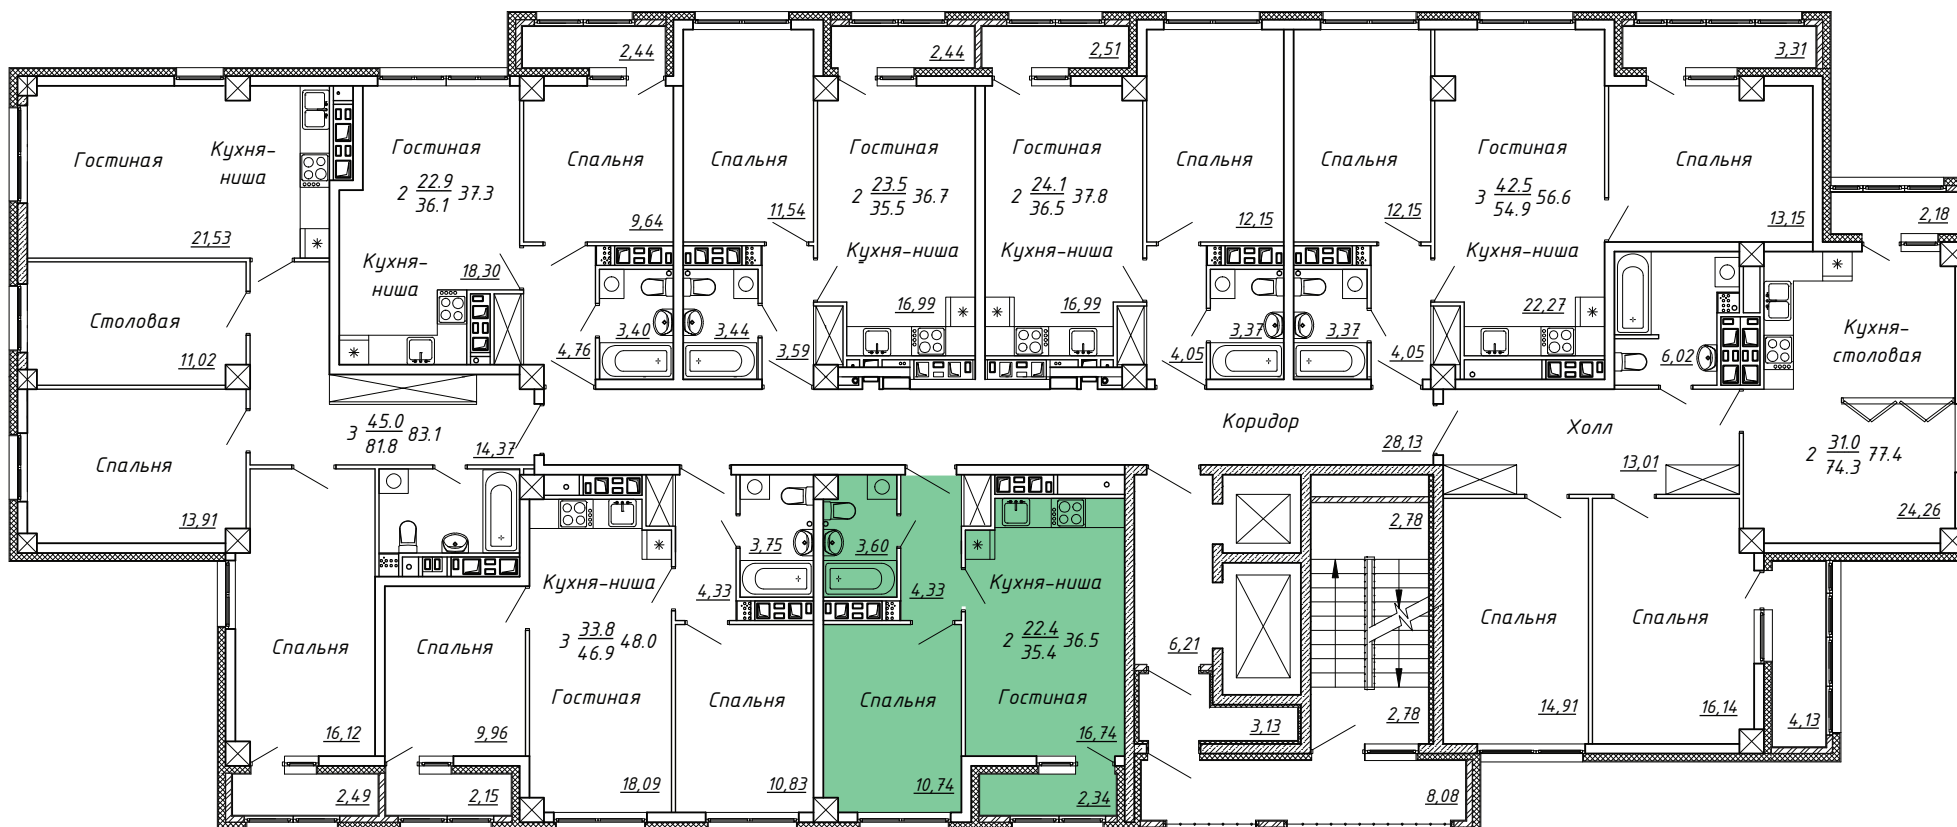 2,44
2,44
2,51
3,31
Гостиная
Кухня-
ниша
21,53
Гостиная
2 22.9 37.3
36.1
Кухня-
ниша
18,30
Спальня
9,64
Спальня
11,54
Гостиная
2 23.5 36.7
35.5
Кухня-ниша
16,99
Гостиная
2 24.1 37.8
36.5
Кухня-ниша
16,99
Спальня
12,15
Спальня
12,15
Гостиная
3 42.5 56.6
54.9
Кухня-ниша
22,27
Спальня
13,15
2,18
Столовая
11,02
4,76
3,40
3,44
3,59
4,05
3,37
3,37
4,05
6,02
Кухня-
столовая
3 45.0 83.1
81.8
14,37
Коридор
28,13
Холл
13,01
2 31.0 77.4
74.3
24,26
Спальня
13,91
Спальня
16,12
Спальня
9,96
Кухня-ниша
3 33.8 48.0
46.9
Гостиная
18,09
3,75
4,33
Спальня
10,83
3,60
4,33
Спальня
10,74
Кухня-ниша
2 22.4 36.5
35.4
Гостиная
16,74
2,34
6,21
3,13
2,78
2,78
8,08
Спальня
14,91
Спальня
16,14
4,13
2,49
2,15